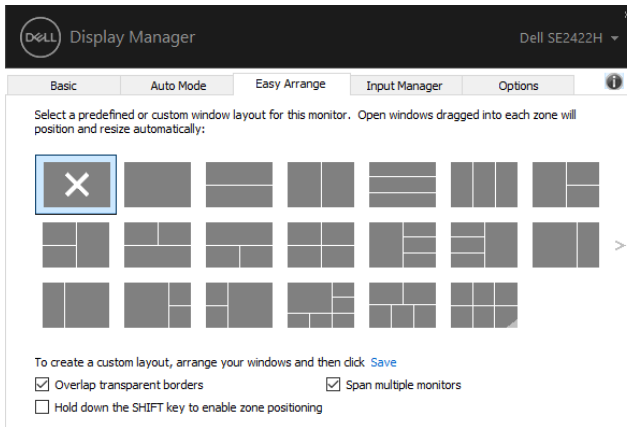 DELL Display Manager
Dell SE2422H
Basic
Auto Mode
Easy Arrange
Input Manager
Options
Select a predefined or custom window layout for this monitor. Open windows dragged into each zone will
position and resize automatically:
To create a custom layout, arrange your windows and then click Save
Overlap transparent borders
Span multiple monitors
Hold down the SHIFT key to enable zone positioning